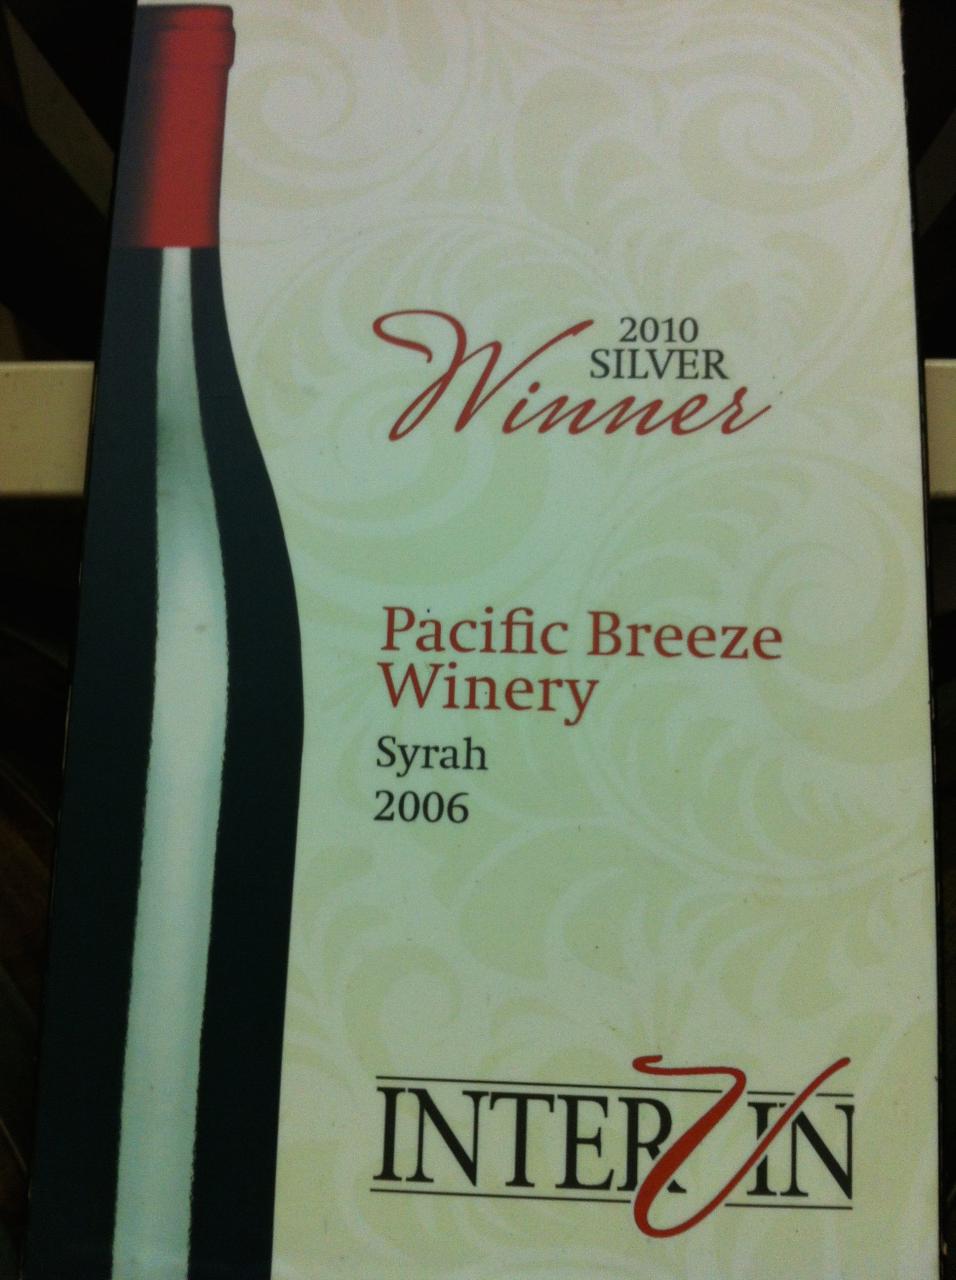 2010
SILVER
Winner
Pacific Breeze
Winery
Syrah
2006
INTERVIN